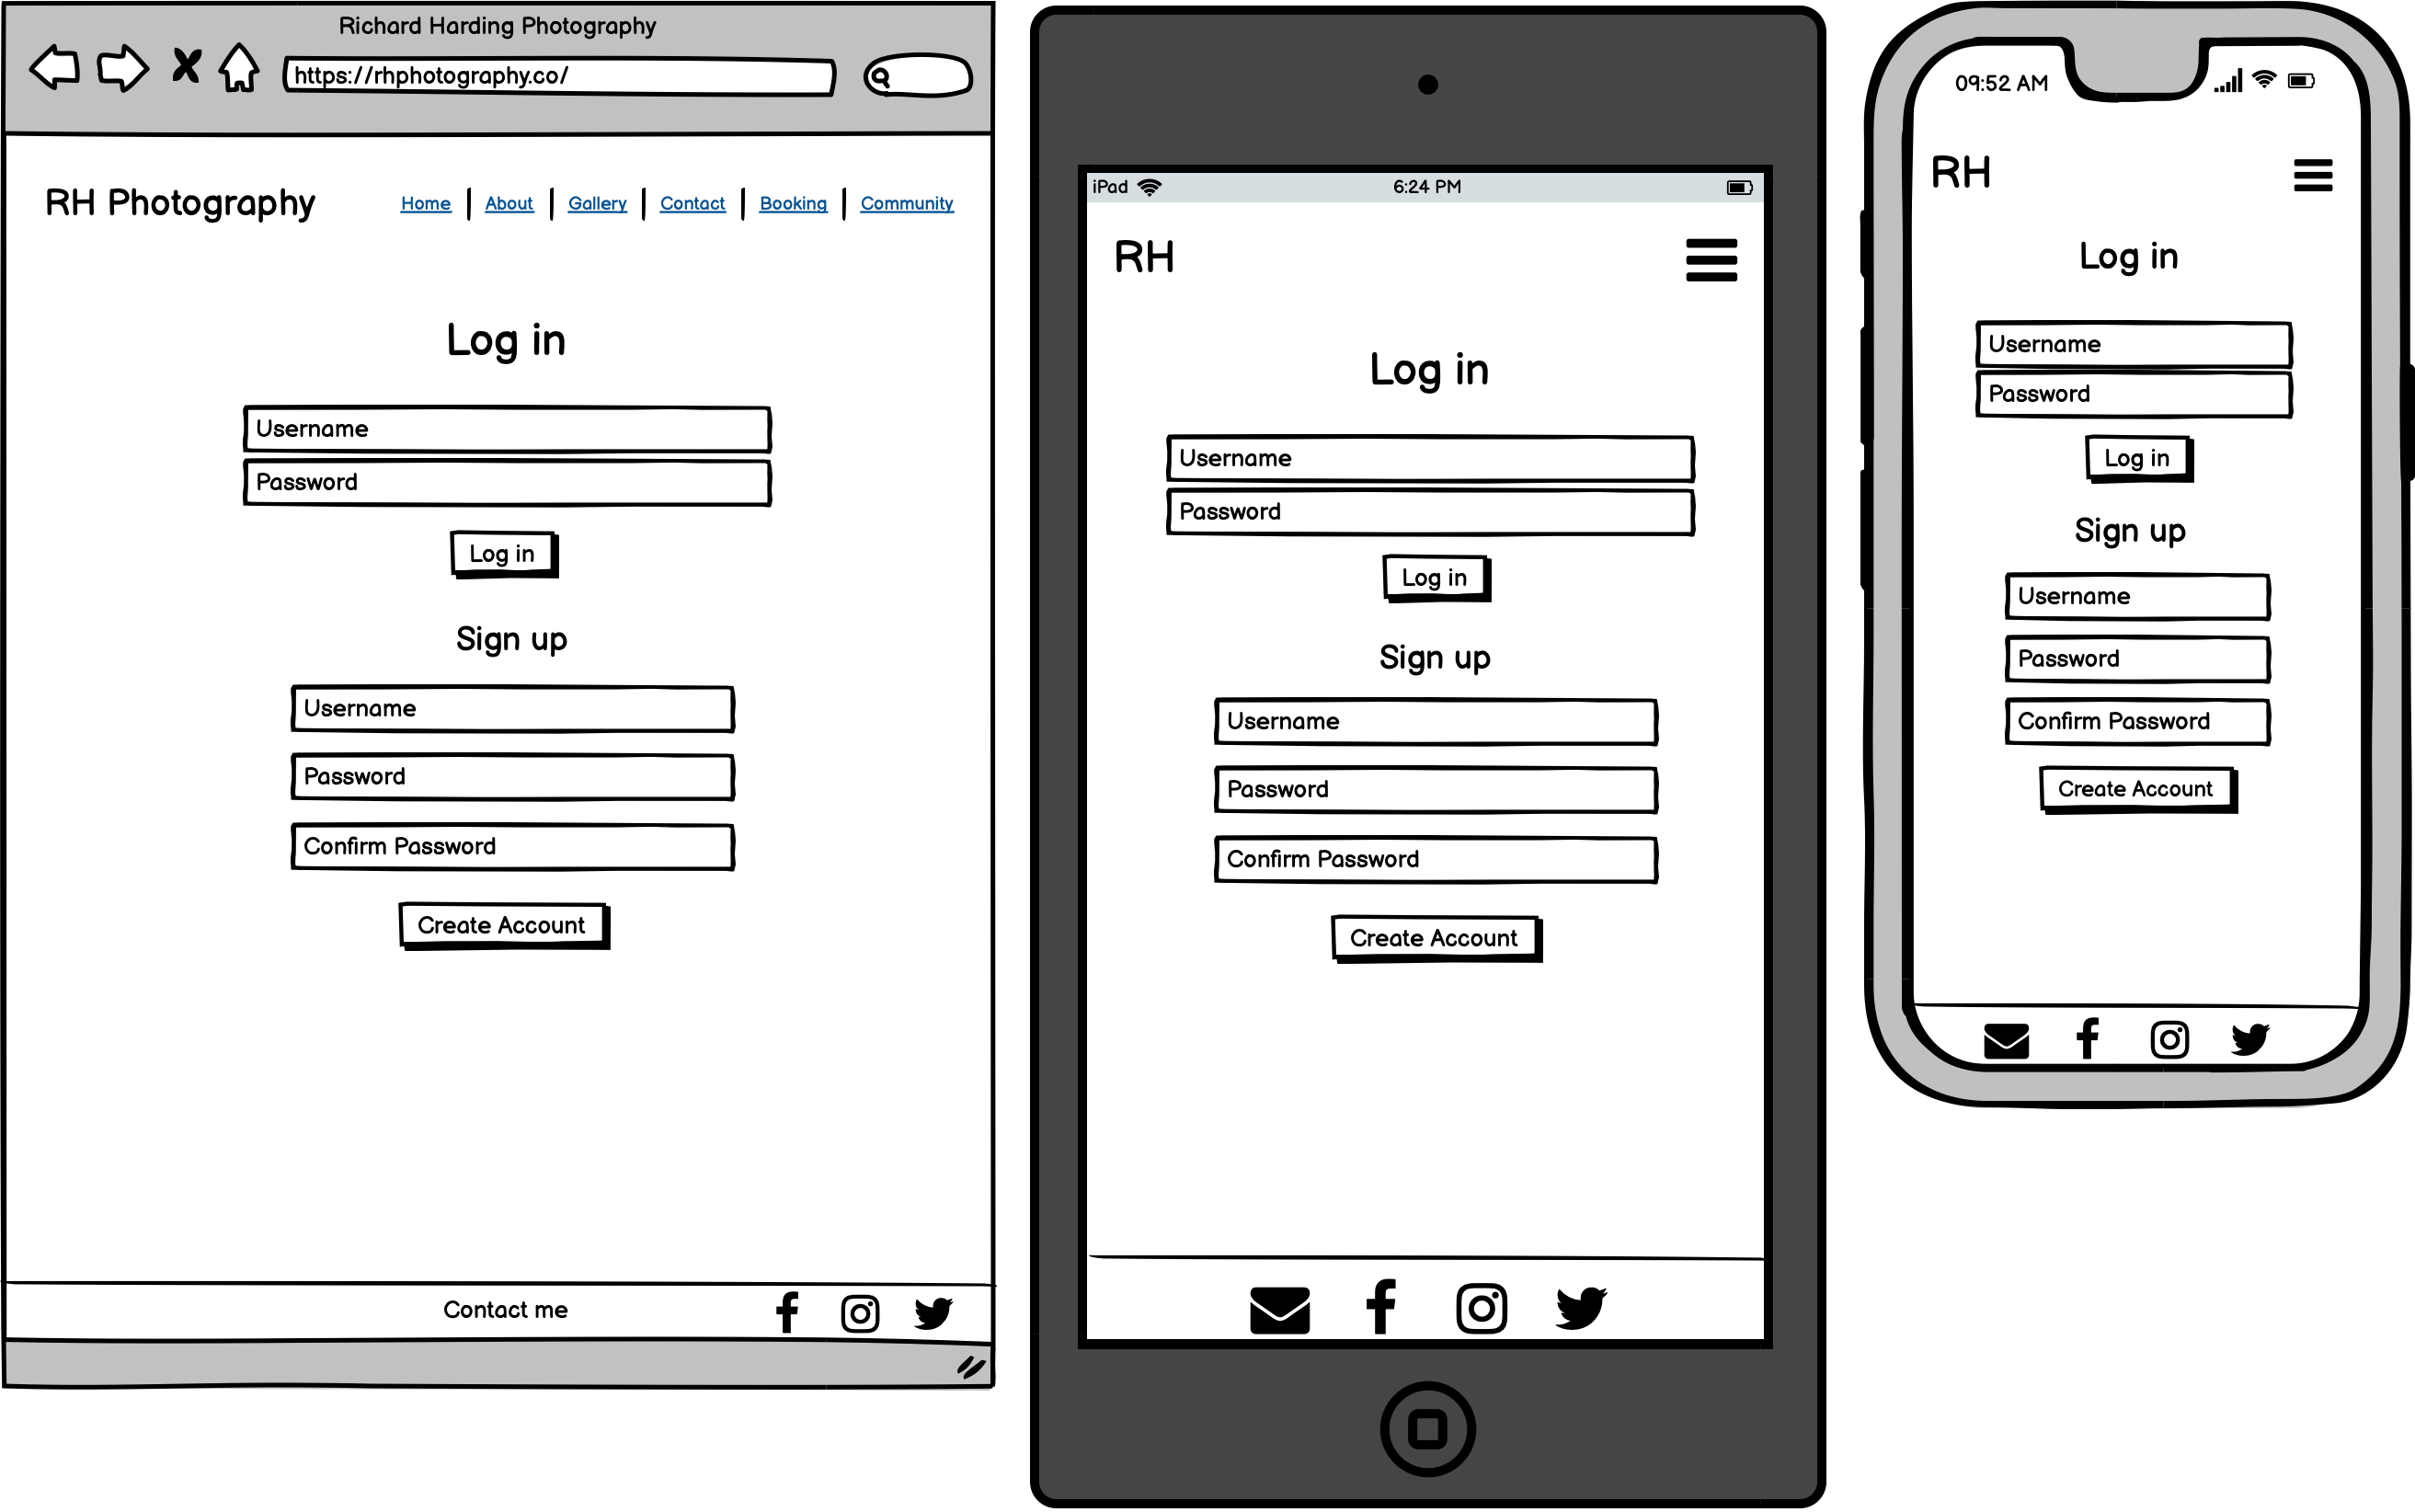 Richard Harding Photography
https://rhphotography.co/
RH Photography
Home | About | Gallery | Contact | Booking | Community
Log in
Username
Password
Log in
Sign up
Username
Password
Confirm Password
Create Account
Contact me
iPad 6:24 PM
RH
Log in
Username
Password
Log in
Sign up
Username
Password
Confirm Password
Create Account
09:52 AM
RH
Log in
Username
Password
Log in
Sign up
Username
Password
Confirm Password
Create Account